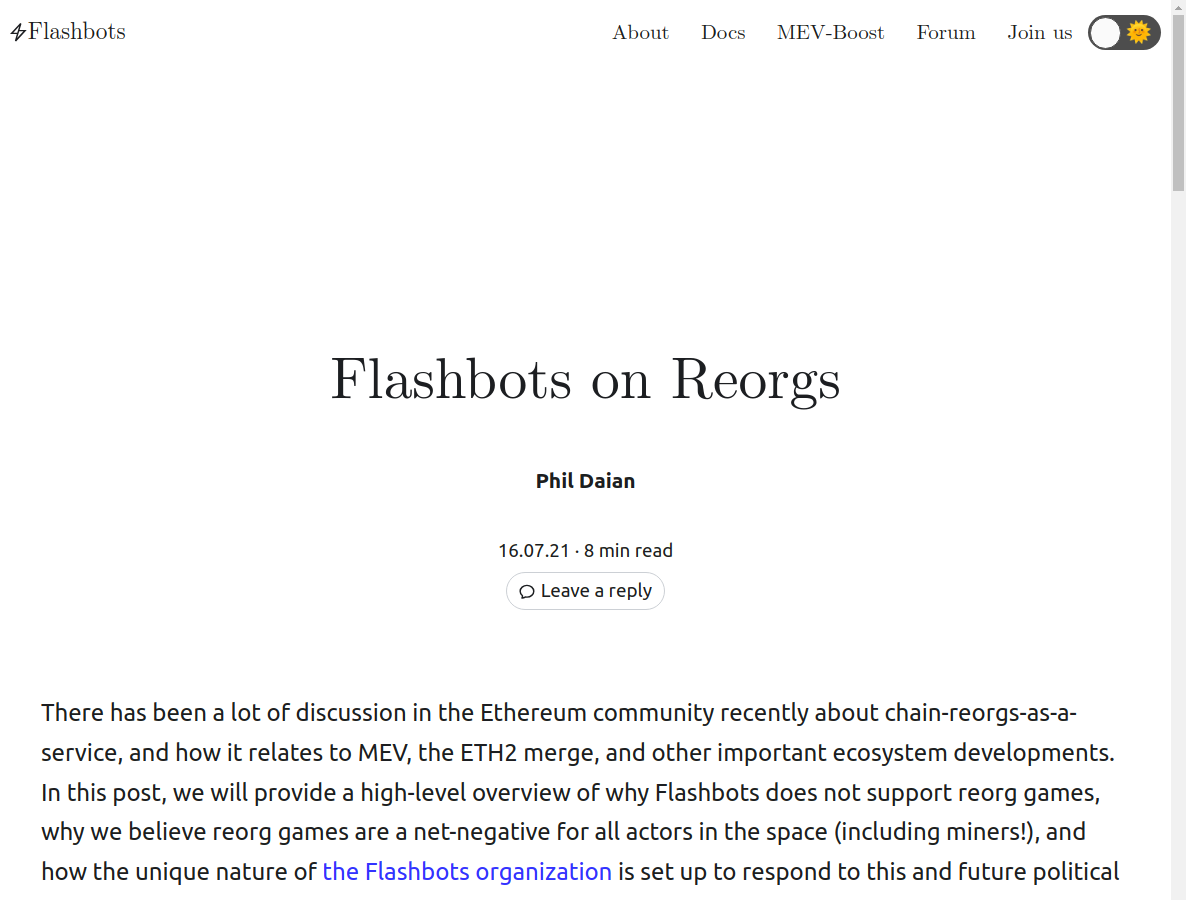 Flashbots
About Docs MEV-Boost Forum Join us
Flashbots on Reorgs
Phil Daian
16.07.21 · 8 min read
Leave a reply
There has been a lot of discussion in the Ethereum community recently about chain-reorgs-as-a-
service, and how it relates to MEV, the ETH2 merge, and other important ecosystem developments.
In this post, we will provide a high-level overview of why Flashbots does not support reorg games,
why we believe reorg games are a net-negative for all actors in the space (including miners!), and
how the unique nature of the Flashbots organization is set up to respond to this and future political